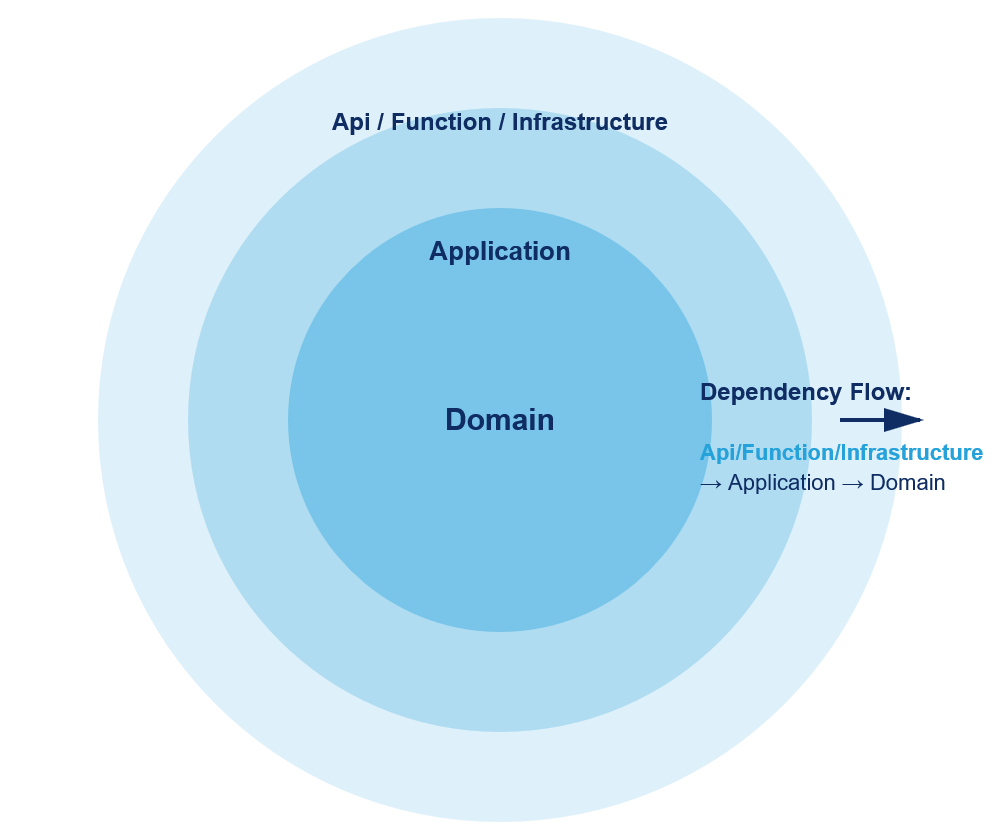 Api / Function / Infrastructure
Application
Domain
Dependency Flow:
Api/Function/Infrastructure
→ Application → Domain